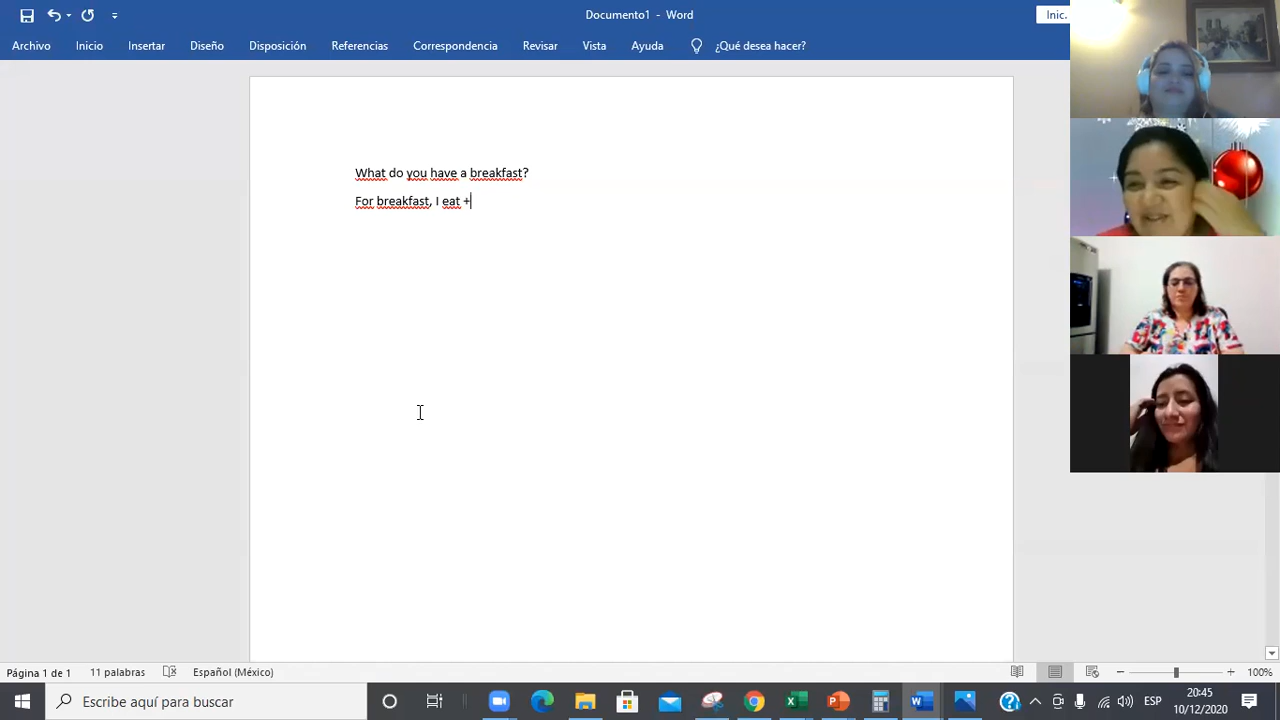 Documento1 - Word
Inic.
Archivo Inicio Insertar Diseño Disposición Referencias Correspondencia Revisar Vista Ayuda ¿Qué desea hacer?
What do you have a breakfast?
For breakfast, I eat +
Página 1 de 1 11 palabras Español (México) 100%
Escribe aquí para buscar
ESP
20:45
10/12/2020